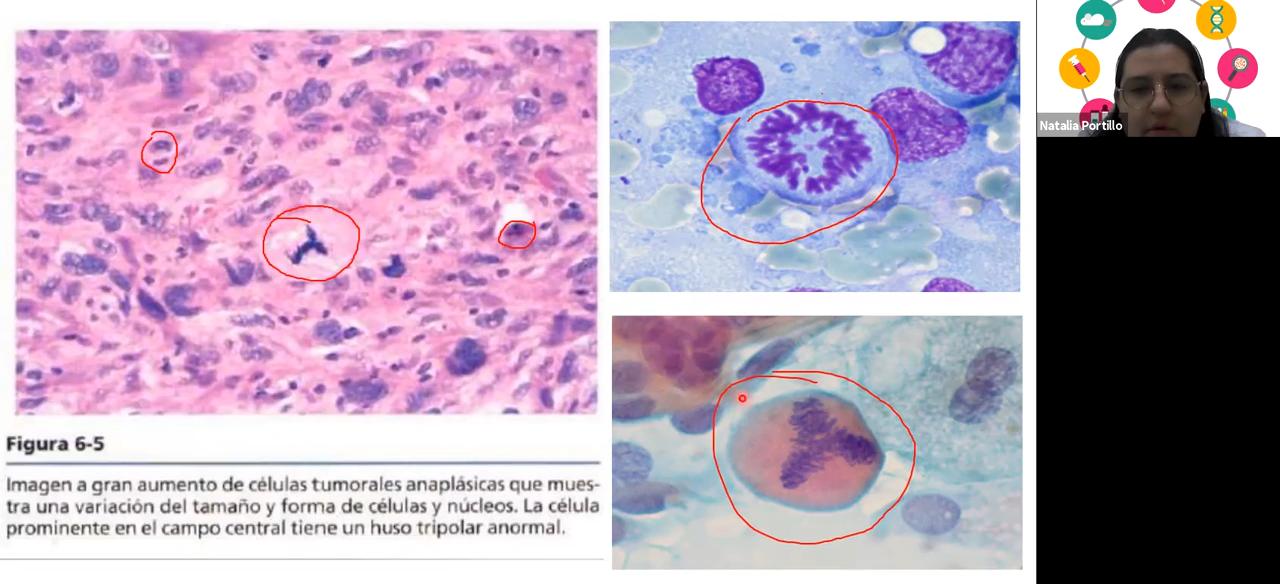 Natalia Portillo
Figura 6-5
Imagen a gran aumento de células tumorales anaplásicas que mues-
tra una variación del tamaño y forma de células y núcleos. La célula
prominente en el campo central tiene un huso tripolar anormal.